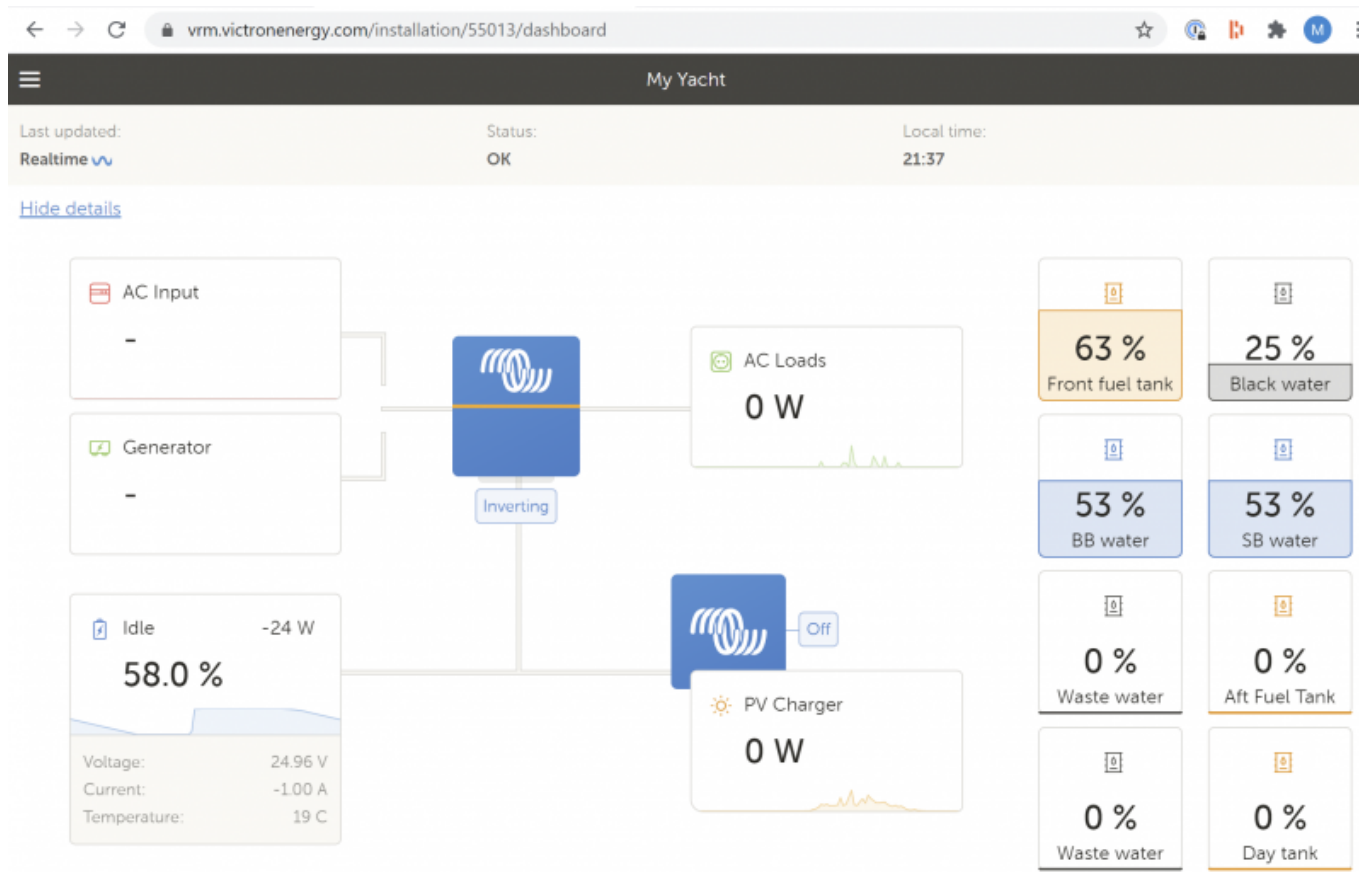 vrm.victronenergy.com/installation/55013/dashboard
M
My Yacht
Last updated:
Realtime
Status:
OK
Local time:
21:37
Hide details
AC Input
-
Generator
-
Inverting
AC Loads
0 W
Idle
-24 W
58.0 %
Voltage:
24.96 V
Current:
-1.00 A
Temperature:
19 C
Off
PV Charger
0 W
63 %
Front fuel tank
25 %
Black water
53 %
BB water
53 %
SB water
0 %
Waste water
0 %
Aft Fuel Tank
0 %
Waste water
0 %
Day tank